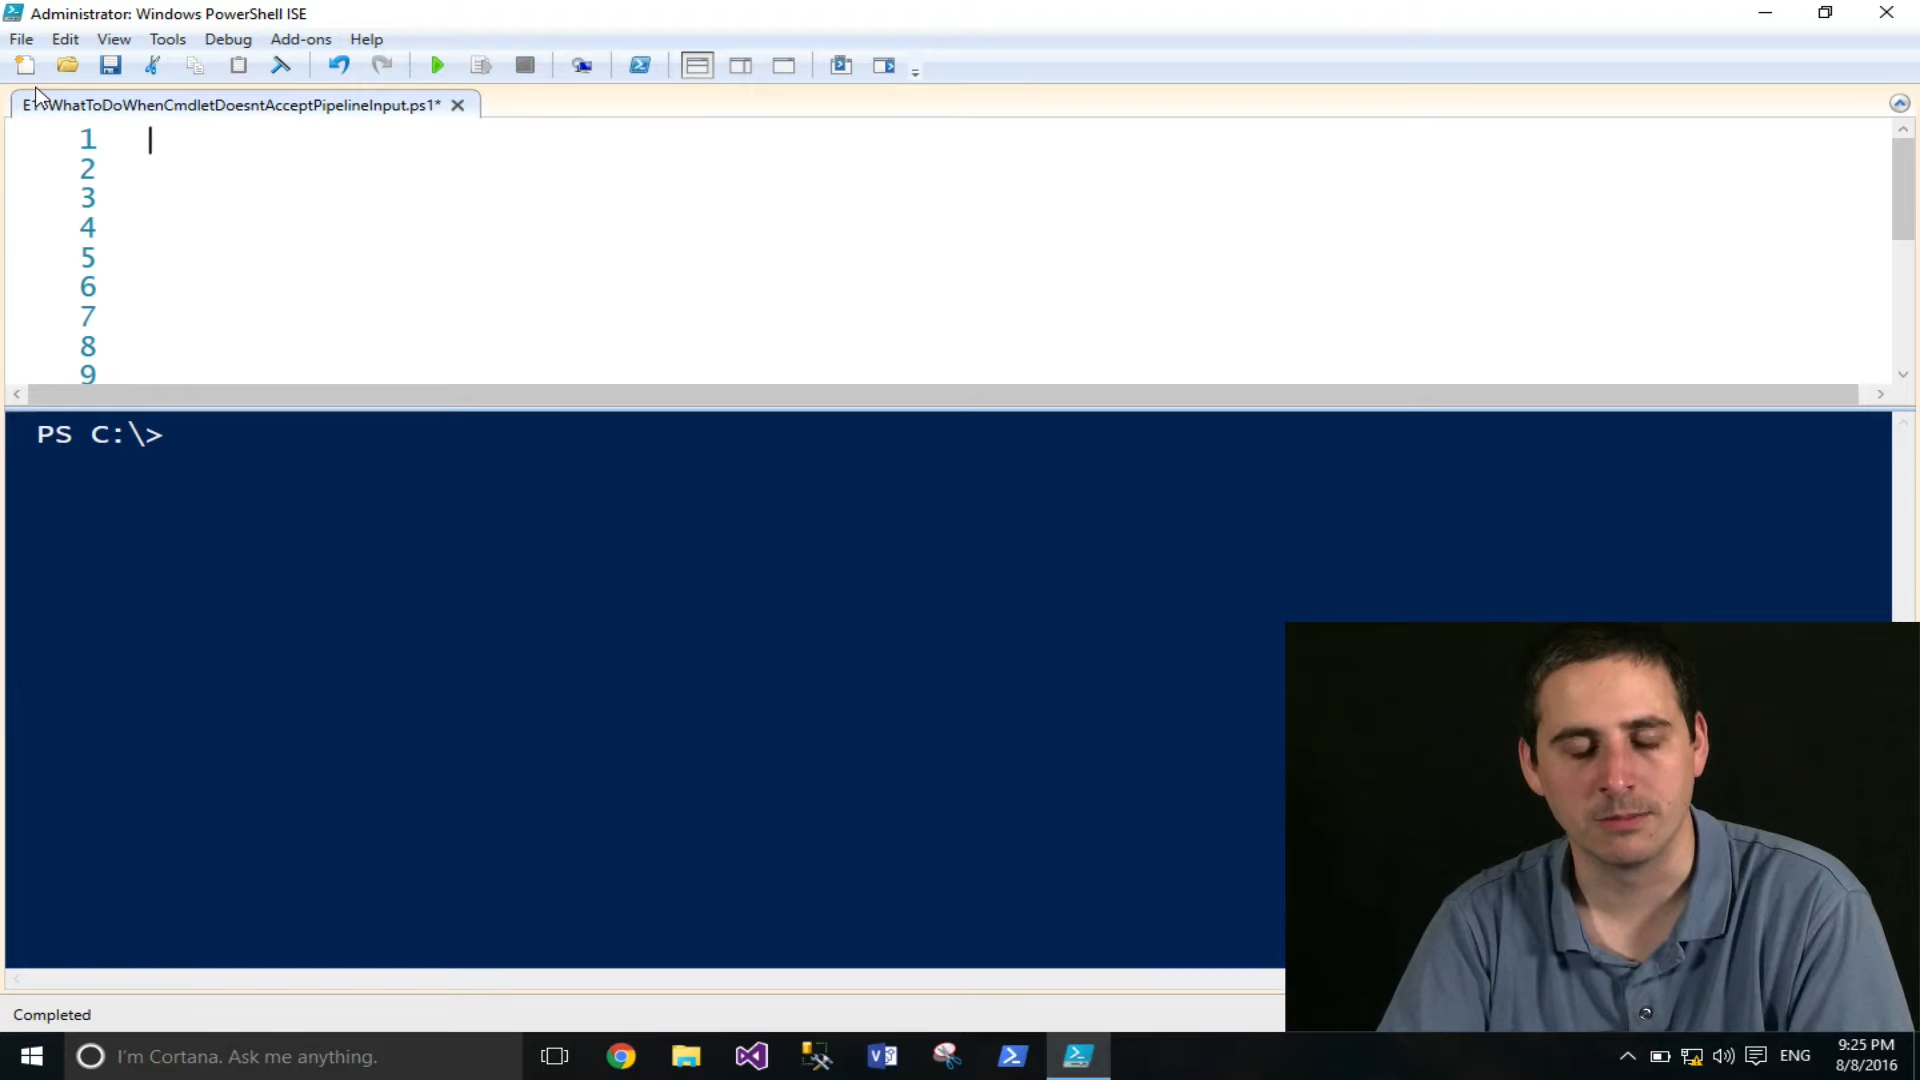 Administrator: Windows PowerShell ISE
File Edit View Tools Debug Add-ons Help
WhatToDoWhenCmdletDoesntAcceptPipelineInput.ps1*
1
2
3
4
5
6
7
8
9
PS C:\>
Completed
I'm Cortana. Ask me anything.
ENG
9:25 PM
8/8/2016